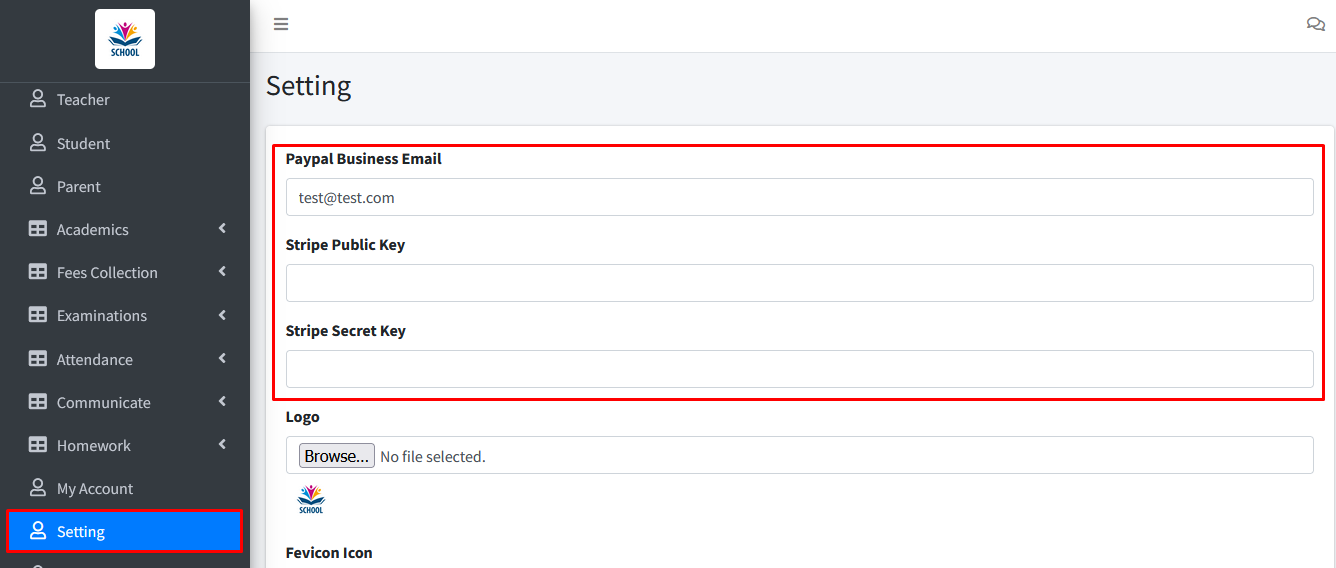 SCHOOL
Teacher
Student
Parent
Academics
Fees Collection
Examinations
Attendance
Communicate
Homework
My Account
Setting
Setting
Paypal Business Email
test@test.com
Stripe Public Key
Stripe Secret Key
Logo
Browse... No file selected.
SCHOOL
Fevicon Icon